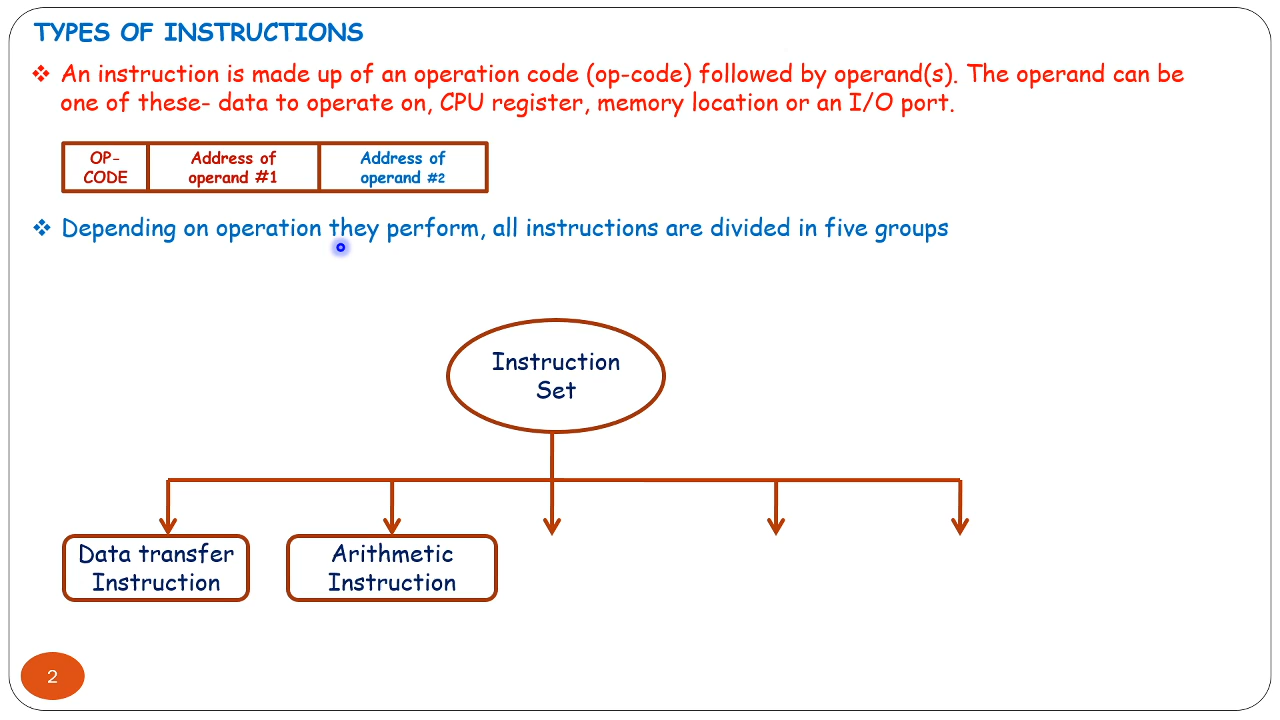 TYPES OF INSTRUCTIONS
❖ An instruction is made up of an operation code (op-code) followed by operand(s). The operand can be
one of these- data to operate on, CPU register, memory location or an I/O port.
OP-
CODE
Address of
operand #1
Address of
operand #2
❖ Depending on operation they perform, all instructions are divided in five groups
Instruction
Set
Data transfer
Instruction
Arithmetic
Instruction
2